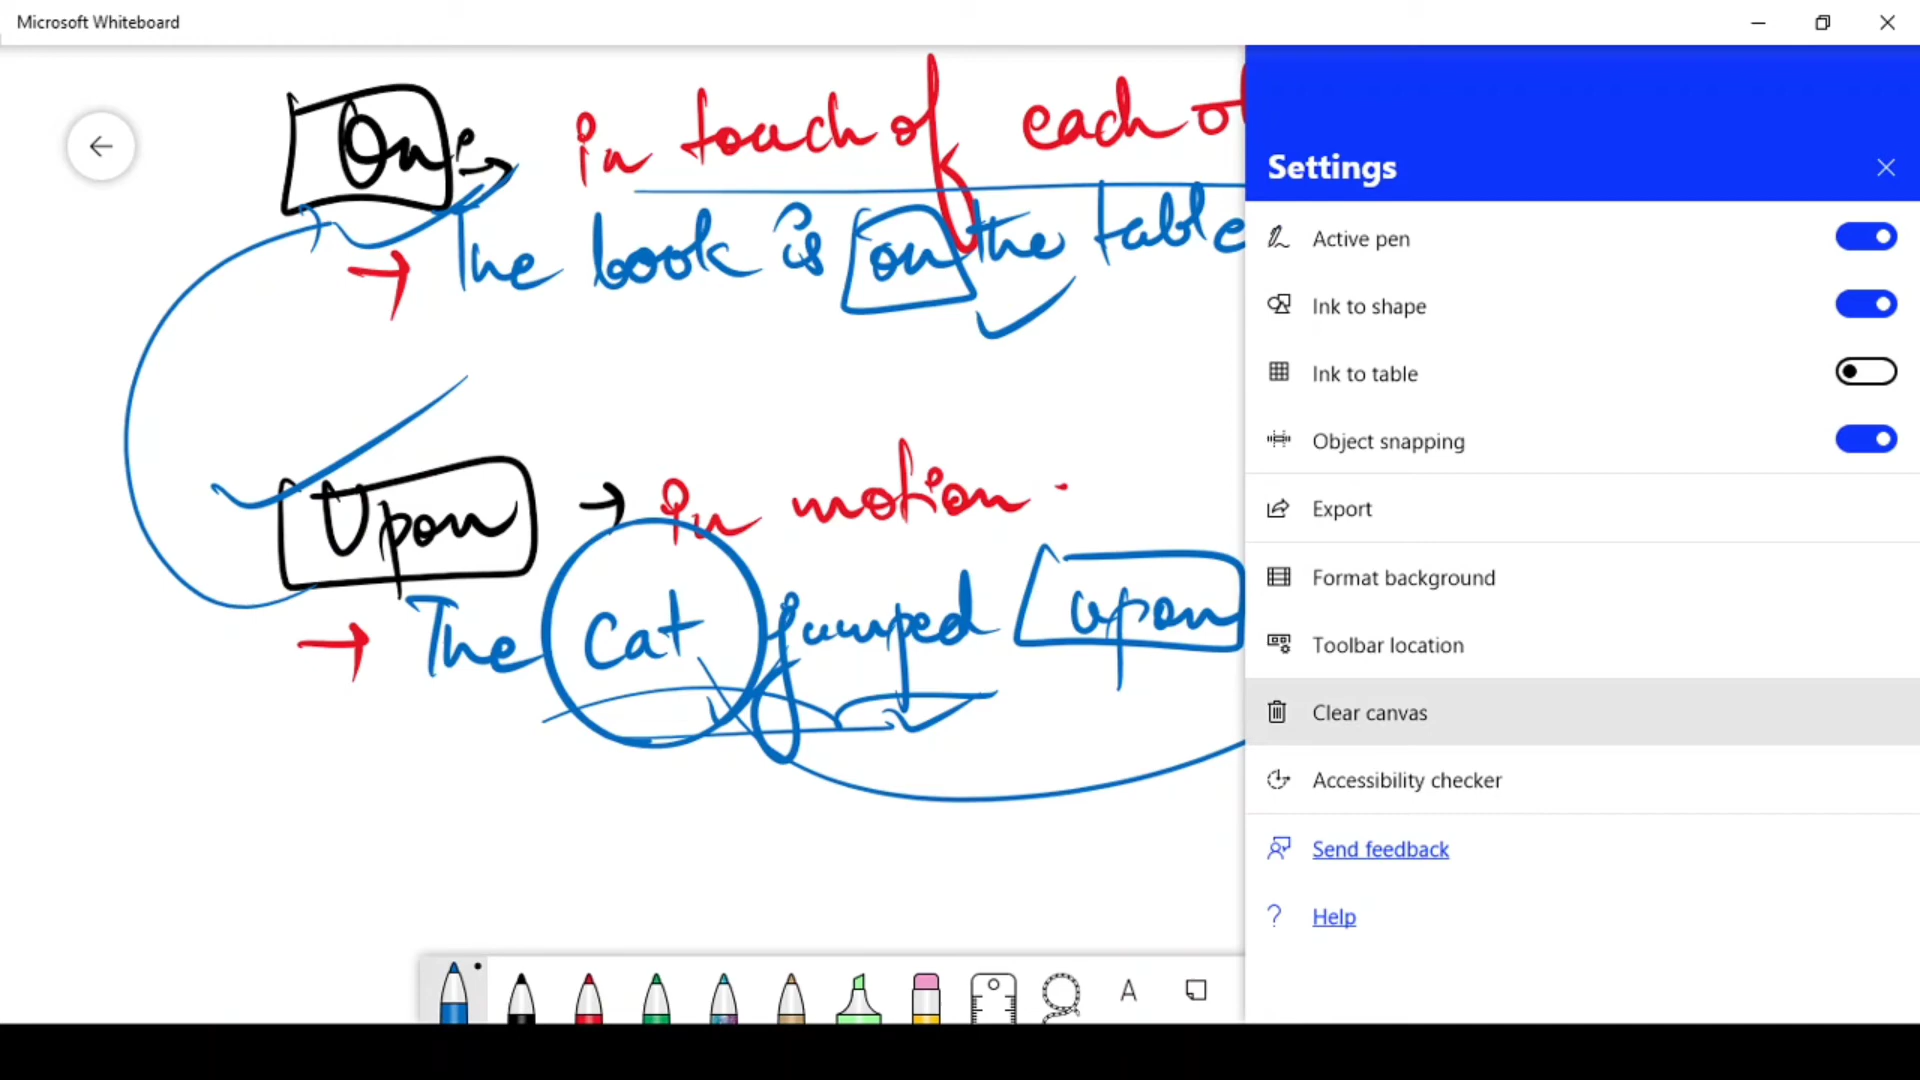 Microsoft Whiteboard
On → in touch of each
The book is on the table
Upon → in motion.
The cat jumped upon
Settings
Active pen
Ink to shape
Ink to table
Object snapping
Export
Format background
Toolbar location
Clear canvas
Accessibility checker
Send feedback
? Help
A